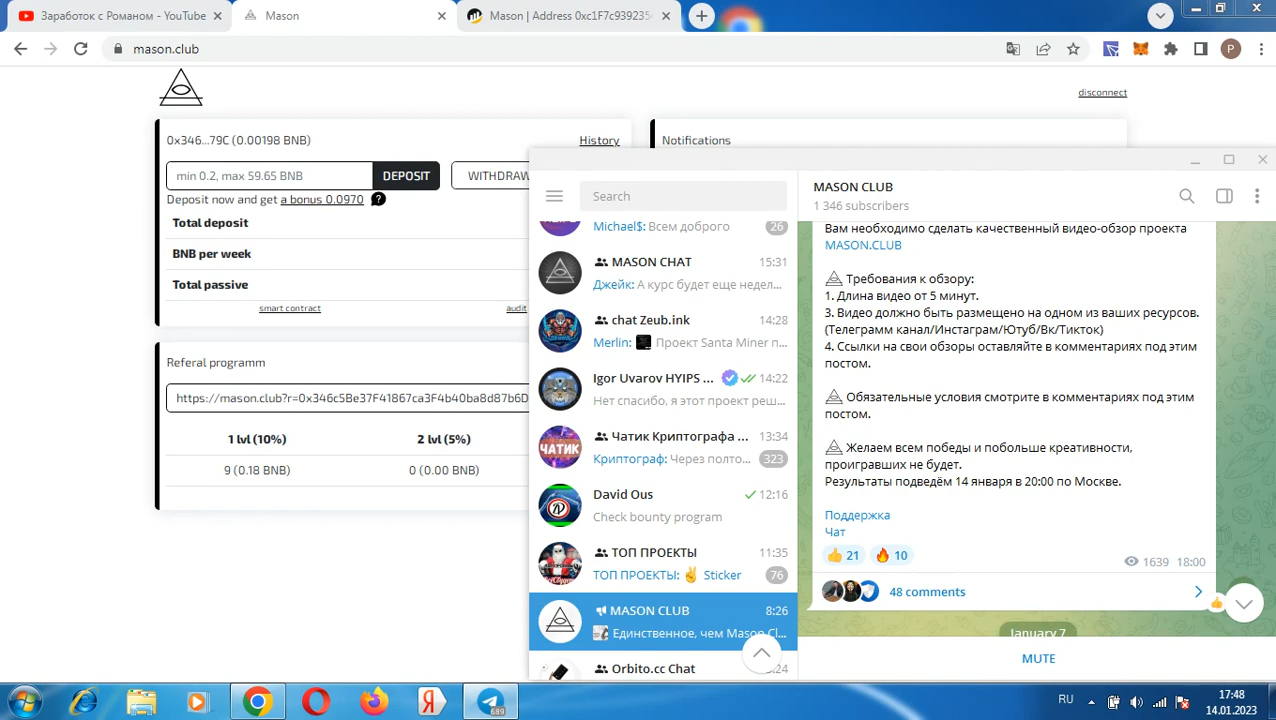 Заработок с Романом - YouTube
Mason
Mason | Address 0xc1F7c9392354
mason.club
P
disconnect
0x346...79C (0.00198 BNB)
History
Notifications
min 0.2, max 59.65 BNB
DEPOSIT
WITHDRAW
Deposit now and get a bonus 0.0970
?
Total deposit
BNB per week
Total passive
smart contract
audit
Referal programm
https://mason.club?r=0x346c5Be37F41867ca3F4b40ba8d87b6D
1 lvl (10%)
2 lvl (5%)
9 (0.18 BNB)
0 (0.00 BNB)
Search
Michael$: Всем доброго
26
MASON CHAT
15:31
Джейк: А курс будет еще недел...
chat Zeub.ink
14:28
Merlin: Проект Santa Miner п...
Igor Uvarov HYIPS ...
14:22
Нет спасибо, я этот проект реш...
Чатик Криптографа ...
13:34
ЧАТИК
Криптограф: Через полто...
323
David Ous
12:16
Check bounty program
ТОП ПРОЕКТЫ
11:35
ТОП ПРОЕКТЫ: ✌ Sticker
76
MASON CLUB
8:26
Единственное, чем Mason Cl...
Orbito.cc Chat
MASON CLUB
1 346 subscribers
Вам необходимо сделать качественный видео-обзор проекта
MASON.CLUB
Требования к обзору:
1. Длина видео от 5 минут.
3. Видео должно быть размещено на одном из ваших ресурсов.
(Телеграмм канал/Инстаграм/Ютуб/Вк/Тикток)
4. Ссылки на свои обзоры оставляйте в комментариях под этим
постом.
Обязательные условия смотрите в комментариях под этим
постом.
Желаем всем победы и побольше креативности,
проигравших не будет.
Результаты подведём 14 января в 20:00 по Москве.
Поддержка
Чат
👍 21 🔥 10
1639 18:00
48 comments
January 7
MUTE
689
RU
17:48
14.01.2023